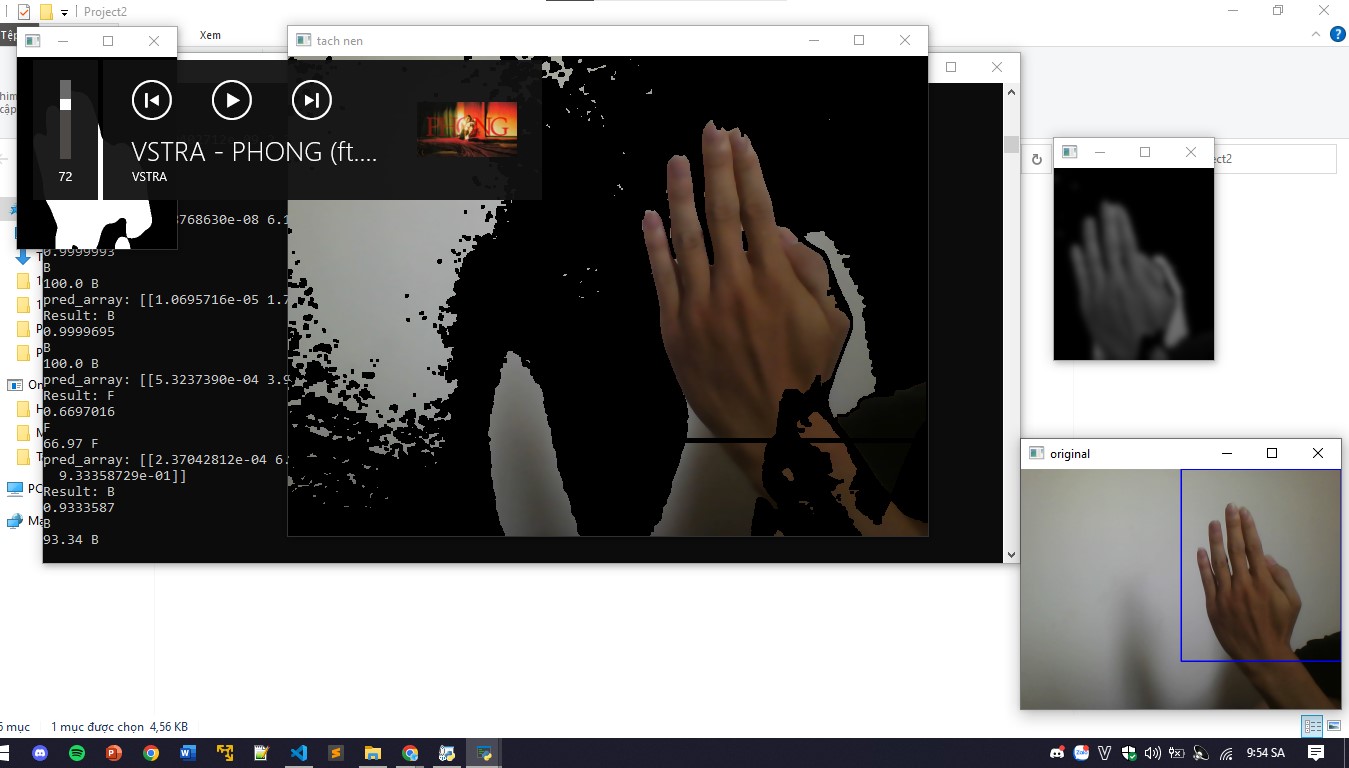 Project2
Tệp
Xem
tach nen
VSTRA - PHONG (ft....
VSTRA
72
PHONG
3768630e-08 6.1
0.9999993
B
100.0 B
pred_array: [[1.0695716e-05 1.7
Result: B
0.9999695
B
100.0 B
pred_array: [[5.3237390e-04 3.9
Result: F
0.6697016
F
66.97 F
pred_array: [[2.37042812e-04 6.
9.33358729e-01]]
Result: B
0.9333587
B
93.34 B
ect2
original
mục
1 mục được chọn 4,56 KB
9:54 SA